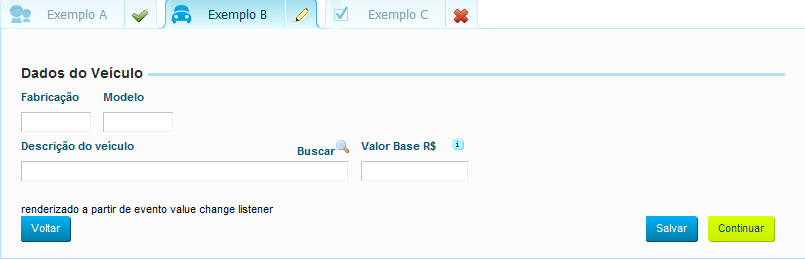 Exemplo A Exemplo B Exemplo C
Dados do Veículo
Fabricação Modelo
Descrição do veículo Buscar Valor Base R$ i
renderizado a partir de evento value change listener
Voltar Salvar Continuar